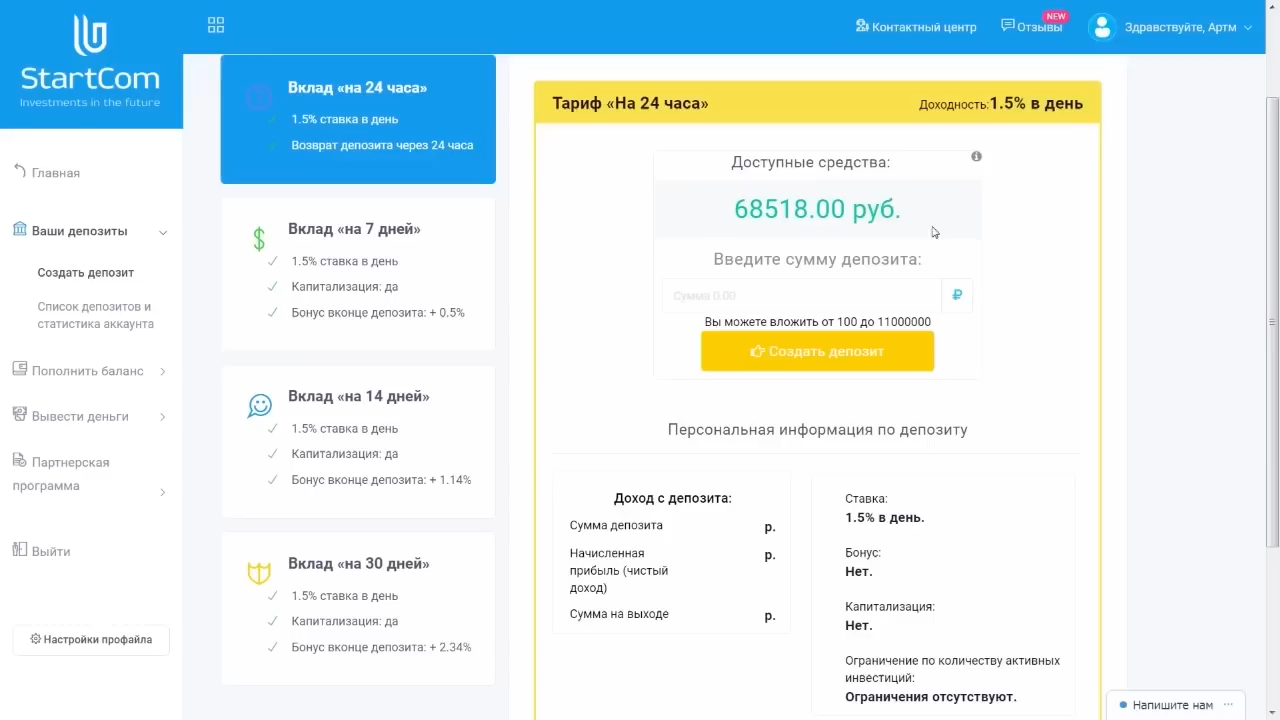 StartCom
Investments in the future
Контактный центр
Отзывы
NEW
Здравствуйте, Артм
Главная
Ваши депозиты
Создать депозит
Список депозитов и
статистика аккаунта
Пополнить баланс
Вывести деньги
Партнерская
программа
Выйти
Настройки профайла
Вклад «на 24 часа»
1.5% ставка в день
Возврат депозита через 24 часа
Вклад «на 7 дней»
1.5% ставка в день
Капитализация: да
Бонус вконце депозита: + 0.5%
Вклад «на 14 дней»
1.5% ставка в день
Капитализация: да
Бонус вконце депозита: + 1.14%
Вклад «на 30 дней»
1.5% ставка в день
Капитализация: да
Бонус вконце депозита: + 2.34%
Тариф «На 24 часа»
Доходность:1.5% в день
Доступные средства:
68518.00 руб.
Введите сумму депозита:
Сумма 0.00
₽
Вы можете вложить от 100 до 11000000
Создать депозит
Персональная информация по депозиту
Доход с депозита:
Сумма депозита р.
Начисленная р.
прибыль (чистый
доход)
Сумма на выходе р.
Ставка:
1.5% в день.
Бонус:
Нет.
Капитализация:
Нет.
Ограничение по количеству активных
инвестиций:
Ограничения отсутствуют.
Напишите нам